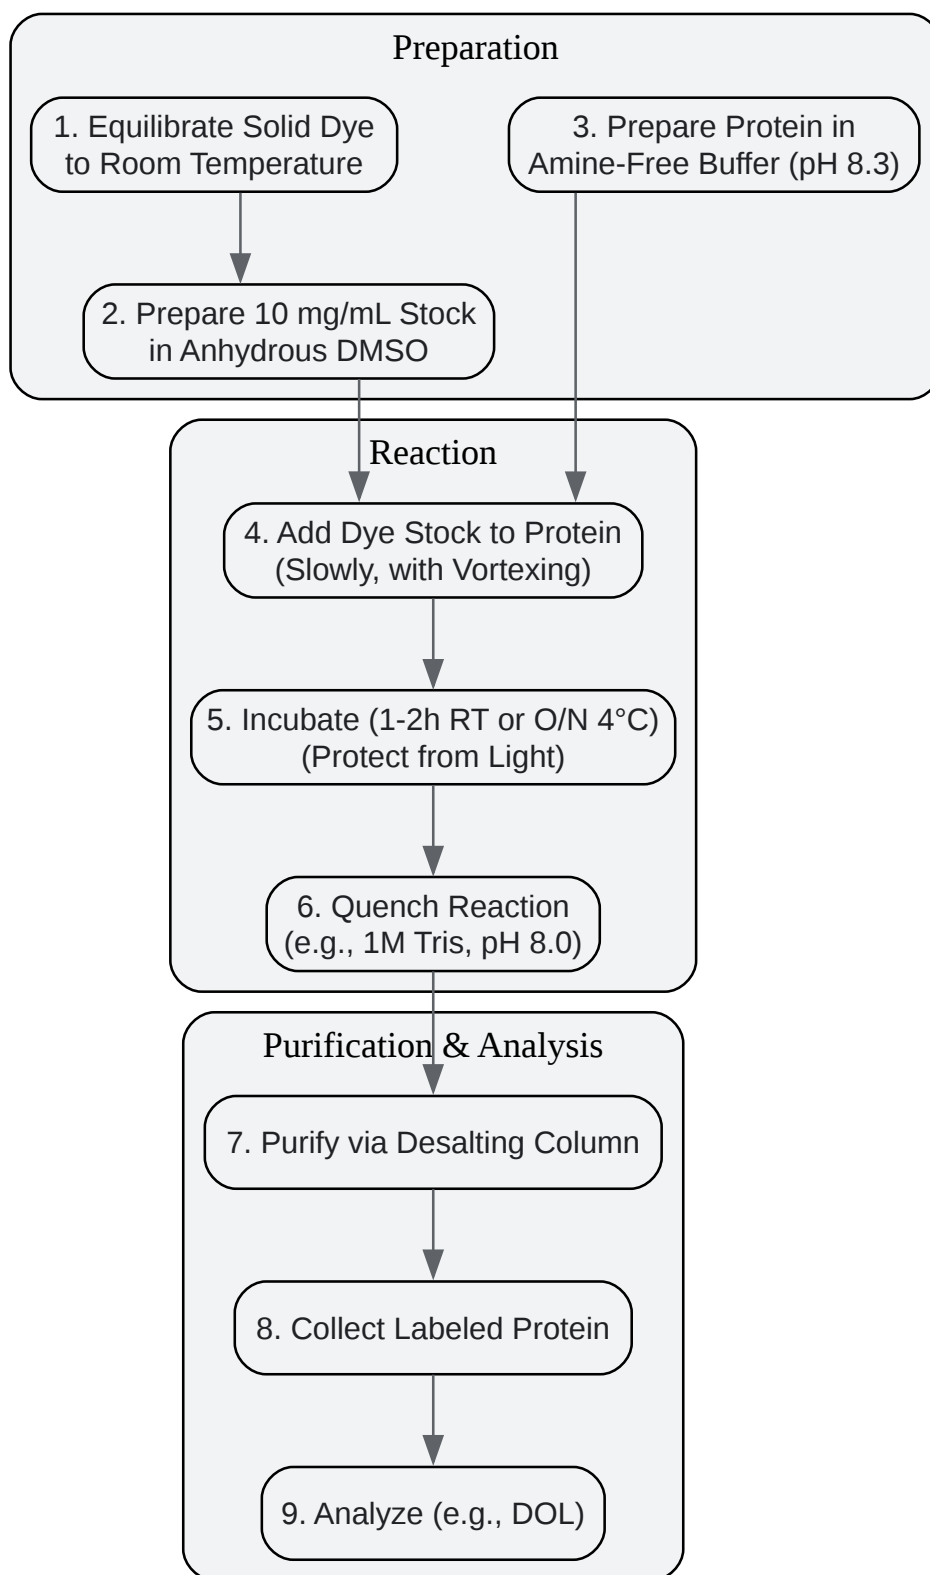 Preparation
1. Equilibrate Solid Dye
to Room Temperature
3. Prepare Protein in
Amine-Free Buffer (pH 8.3)
2. Prepare 10 mg/mL Stock
in Anhydrous DMSO
Reaction
4. Add Dye Stock to Protein
(Slowly, with Vortexing)
5. Incubate (1-2h RT or O/N 4°C)
(Protect from Light)
6. Quench Reaction
(e.g., 1M Tris, pH 8.0)
Purification & Analysis
7. Purify via Desalting Column
8. Collect Labeled Protein
9. Analyze (e.g., DOL)